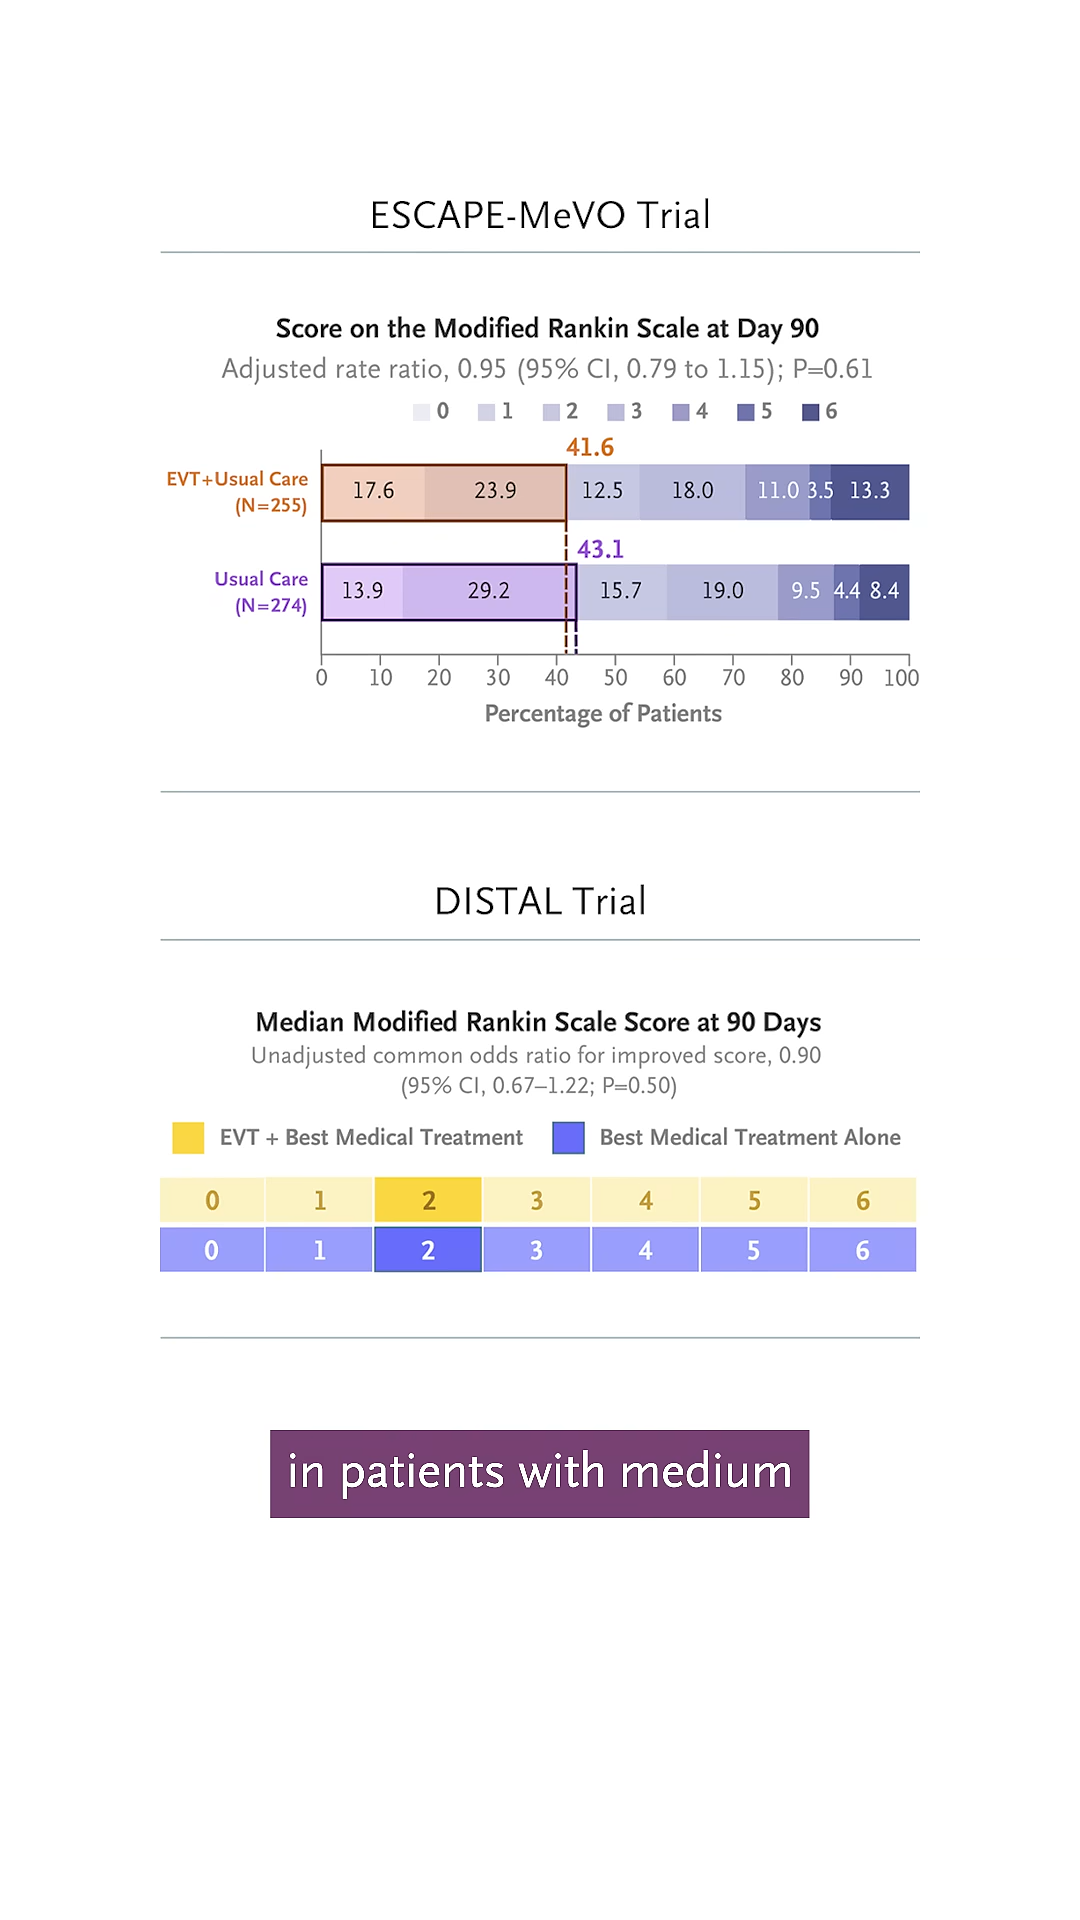 ESCAPE-MeVO Trial
Score on the Modified Rankin Scale at Day 90
Adjusted rate ratio, 0.95 (95% CI, 0.79 to 1.15); P=0.61
0 1 2 3 4 5 6
41.6
EVT+Usual Care
(N=255)
17.6 23.9 12.5 18.0 11.0 3.5 13.3
43.1
Usual Care
(N=274)
13.9 29.2 15.7 19.0 9.5 4.4 8.4
0 10 20 30 40 50 60 70 80 90 100
Percentage of Patients
DISTAL Trial
Median Modified Rankin Scale Score at 90 Days
Unadjusted common odds ratio for improved score, 0.90
(95% CI, 0.67–1.22; P=0.50)
EVT + Best Medical Treatment Best Medical Treatment Alone
0 1 2 3 4 5 6
0 1 2 3 4 5 6
in patients with medium